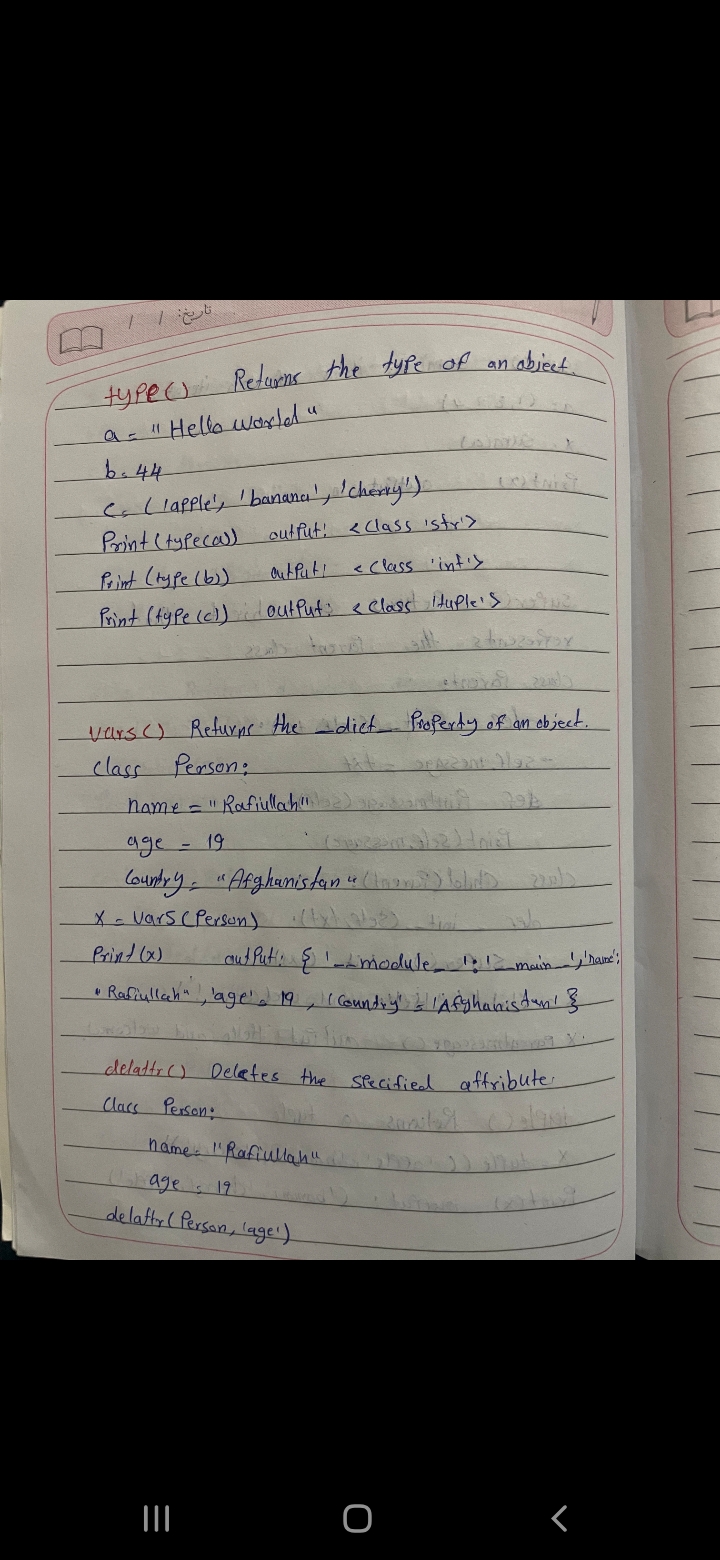 تاریخ: / /
type() Returns the type of an object.
a = "Hello world"
b = 44
c = ('apple', 'banana', 'cherry')
Print(type(a)) output: <class 'str'>
Print(type(b)) output: <class 'int'>
Print(type(c)) output: <class 'tuple'>
vars() Returns the _dict_ Property of an object.
class Person:
name = "Rafiullah"
age = 19
Country = "Afghanistan"
x = vars(Person)
Print(x) output: { '__module__': '__main_', 'name':
"Rafiullah", 'age' = 19, 'Country' = 'Afghanistan' }
delattr() Deletes the specified attribute.
Class Person:
name = "Rafiullah"
age = 19
delattr(Person, 'age')